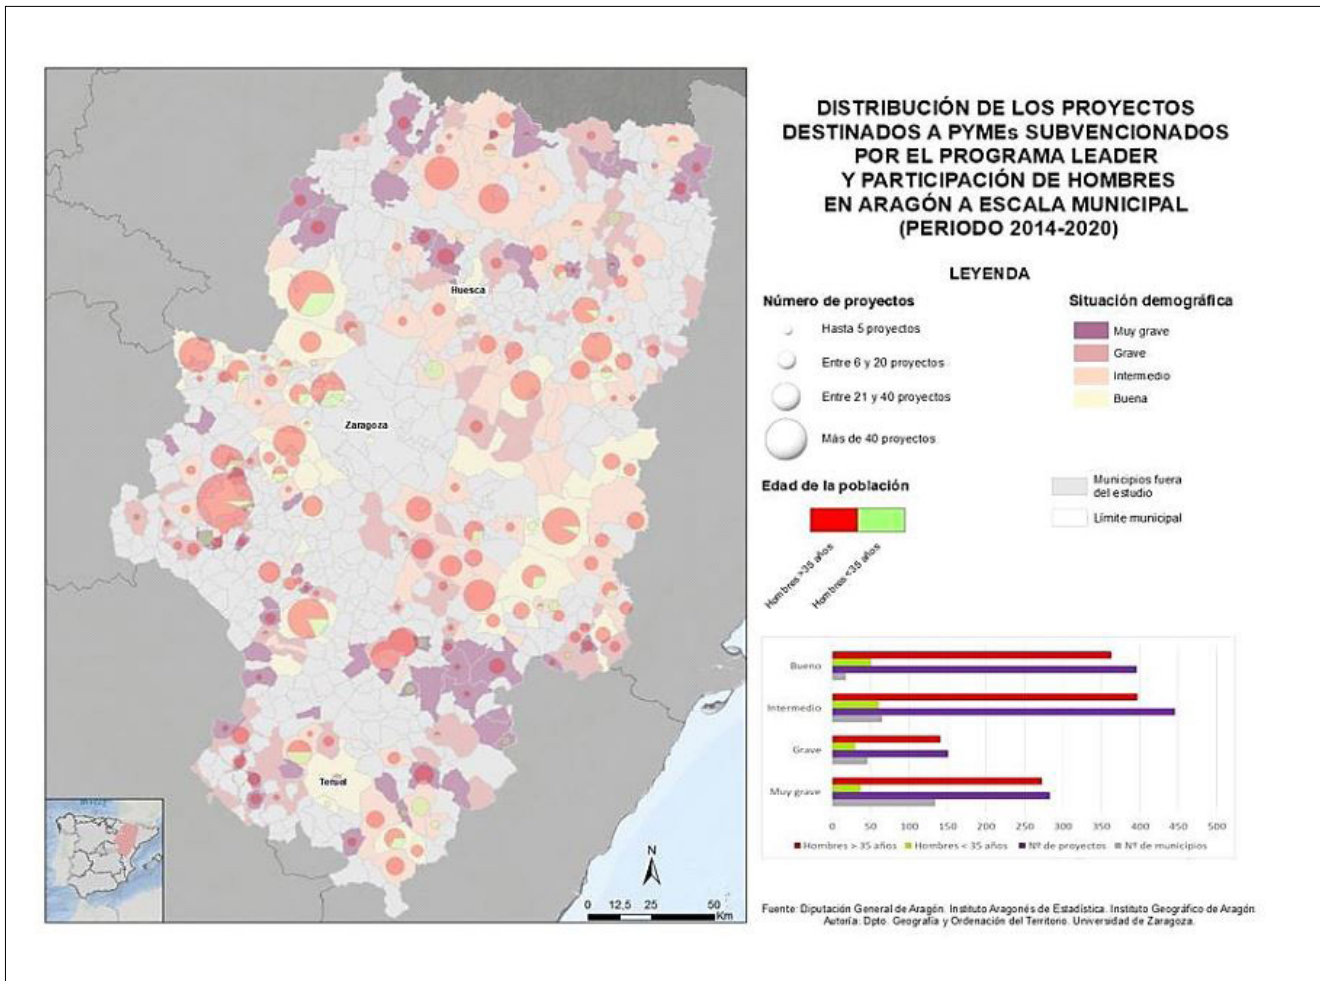 DISTRIBUCIÓN DE LOS PROYECTOS
DESTINADOS A PYMEs SUBVENCIONADOS
POR EL PROGRAMA LEADER
Y PARTICIPACIÓN DE HOMBRES
EN ARAGÓN A ESCALA MUNICIPAL
(PERIODO 2014-2020)
LEYENDA
Número de proyectos
Hasta 5 proyectos
Entre 6 y 20 proyectos
Entre 21 y 40 proyectos
Más de 40 proyectos
Situación demográfica
Muy grave
Grave
Intermedio
Buena
Edad de la población
Hombres >35 años
Hombres <35 años
Municipios fuera
del estudio
Límite municipal
Huesca
Zaragoza
Teruel
N
0 12,5 25 50
Km
Bueno
Intermedio
Grave
Muy grave
0 50 100 150 200 250 300 350 400 450 500
Hombres > 35 años Hombres < 35 años Nº de proyectos Nº de municipios
Fuente: Diputación General de Aragón. Instituto Aragonés de Estadística. Instituto Geográfico de Aragón.
Autoría: Dpto. Geografía y Ordenación del Territorio. Universidad de Zaragoza.